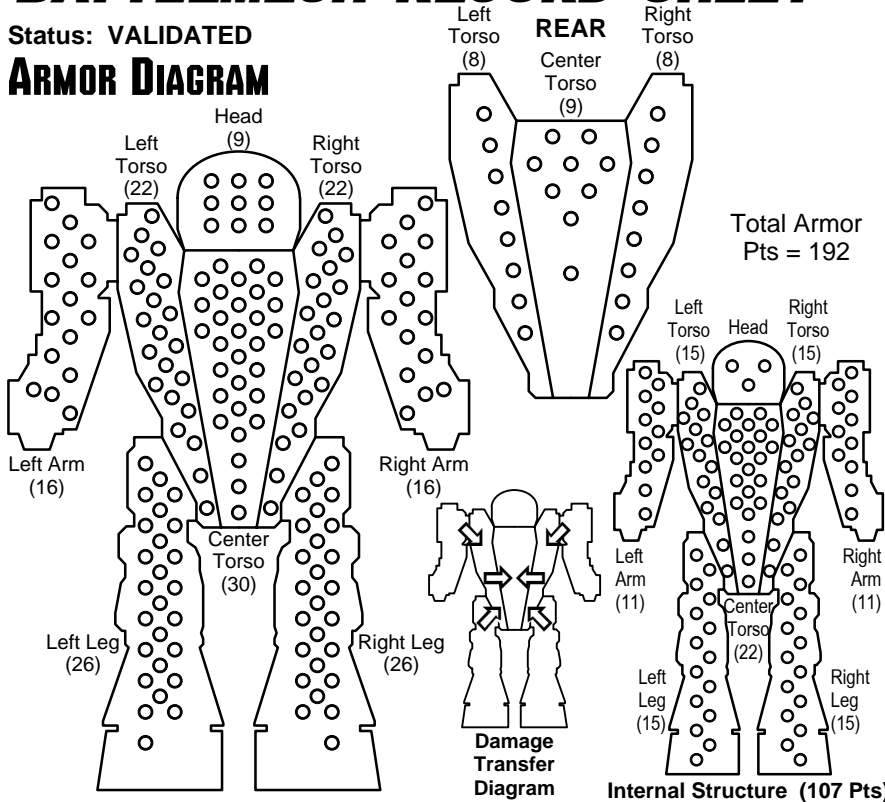 BATTLEMECH RECORD SHEET
Status: VALIDATED
ARMOR DIAGRAM
Head
(9)
Left
Torso
(22)
Right
Torso
(22)
Left Arm
(16)
Right Arm
(16)
Center
Torso
(30)
Left Leg
(26)
Right Leg
(26)
REAR
Left
Torso
(8)
Center
Torso
(9)
Right
Torso
(8)
Total Armor
Pts = 192
Left
Torso
(15)
Head
Right
Torso
(15)
Left
Arm
(11)
Right
Arm
(11)
Center
Torso
(22)
Left
Leg
(15)
Right
Leg
(15)
Damage
Transfer
Diagram
Internal Structure (107 Pts)